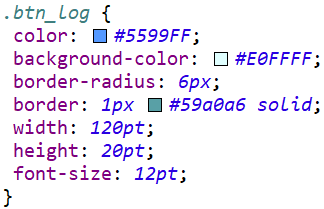 .btn_log {
color: #5599FF;
background-color: #E0FFFF;
border-radius: 6px;
border: 1px #59a0a6 solid;
width: 120pt;
height: 20pt;
font-size: 12pt;
}